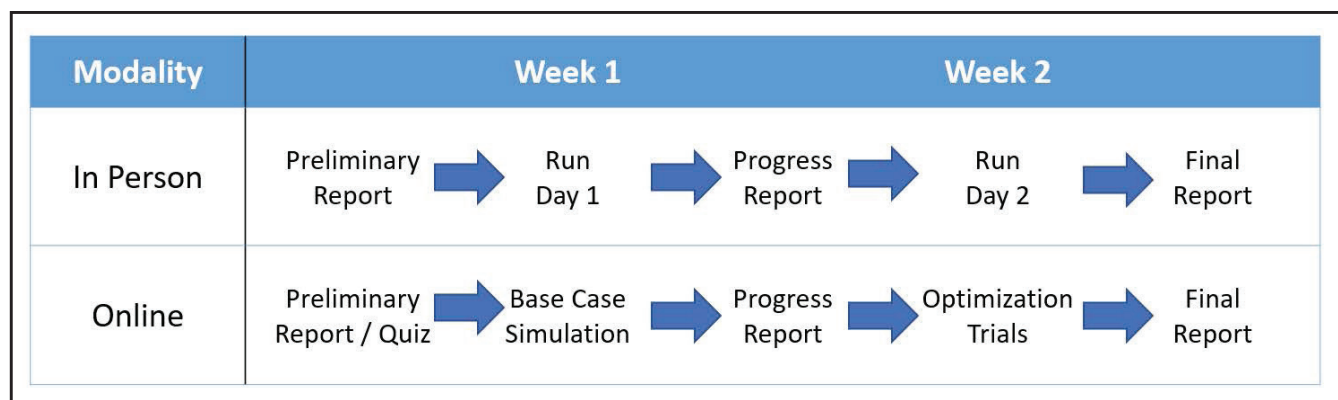 Modality Week 1 Week 2
In Person
Preliminary
Report
Run
Day 1
Progress
Report
Run
Day 2
Final
Report
Online
Preliminary
Report / Quiz
Base Case
Simulation
Progress
Report
Optimization
Trials
Final
Report